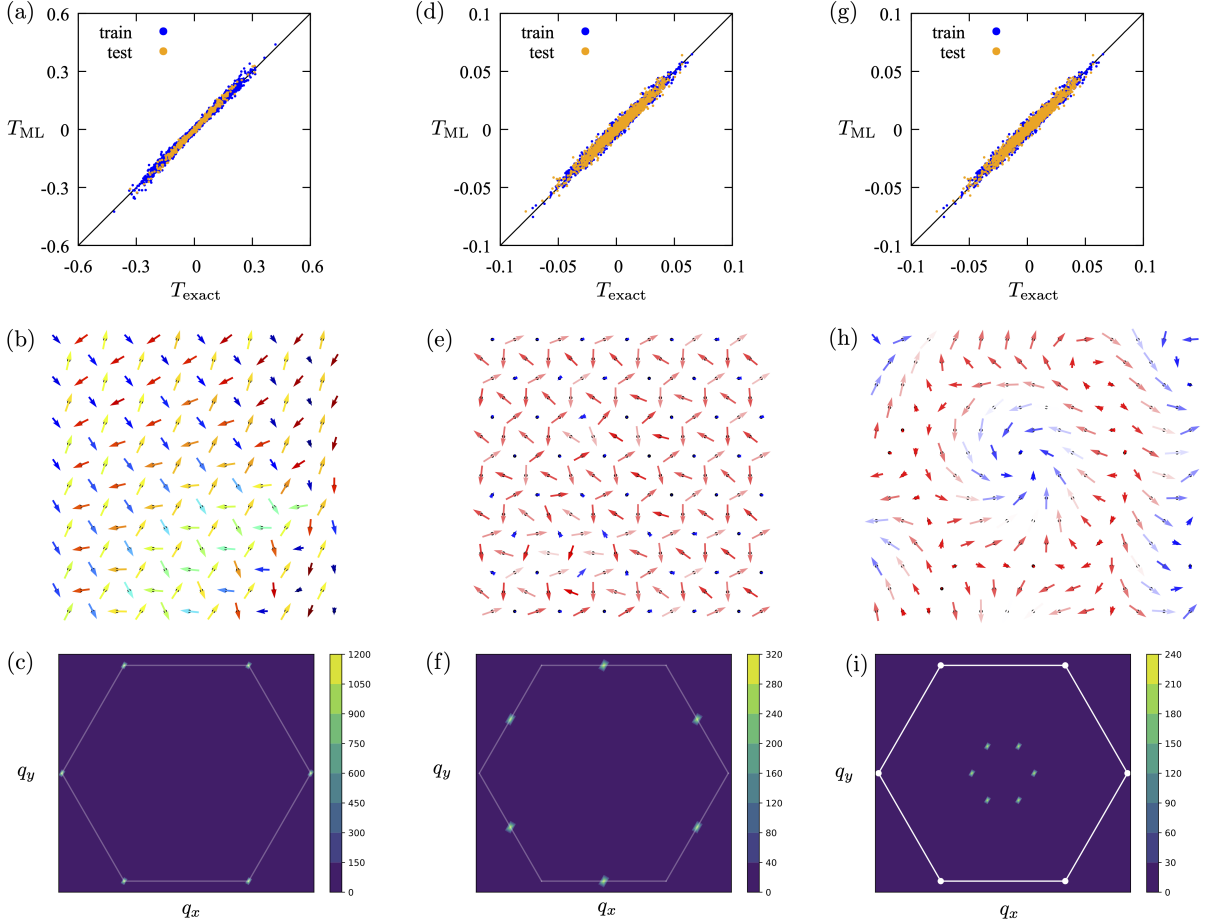 (a)
0.6
0.3
0
-0.3
-0.6
T_ML
train
test
-0.6 -0.3 0 0.3 0.6
T_exact
(d)
0.1
0.05
0
-0.05
-0.1
T_ML
train
test
-0.1 -0.05 0 0.05 0.1
T_exact
(g)
0.1
0.05
0
-0.05
-0.1
T_ML
train
test
-0.1 -0.05 0 0.05 0.1
T_exact
(b)
(e)
(h)
(c)
q_y
q_x
1200
1050
900
750
600
450
300
150
0
(f)
q_y
q_x
320
280
240
200
160
120
80
40
0
(i)
q_y
q_x
240
210
180
150
120
90
60
30
0